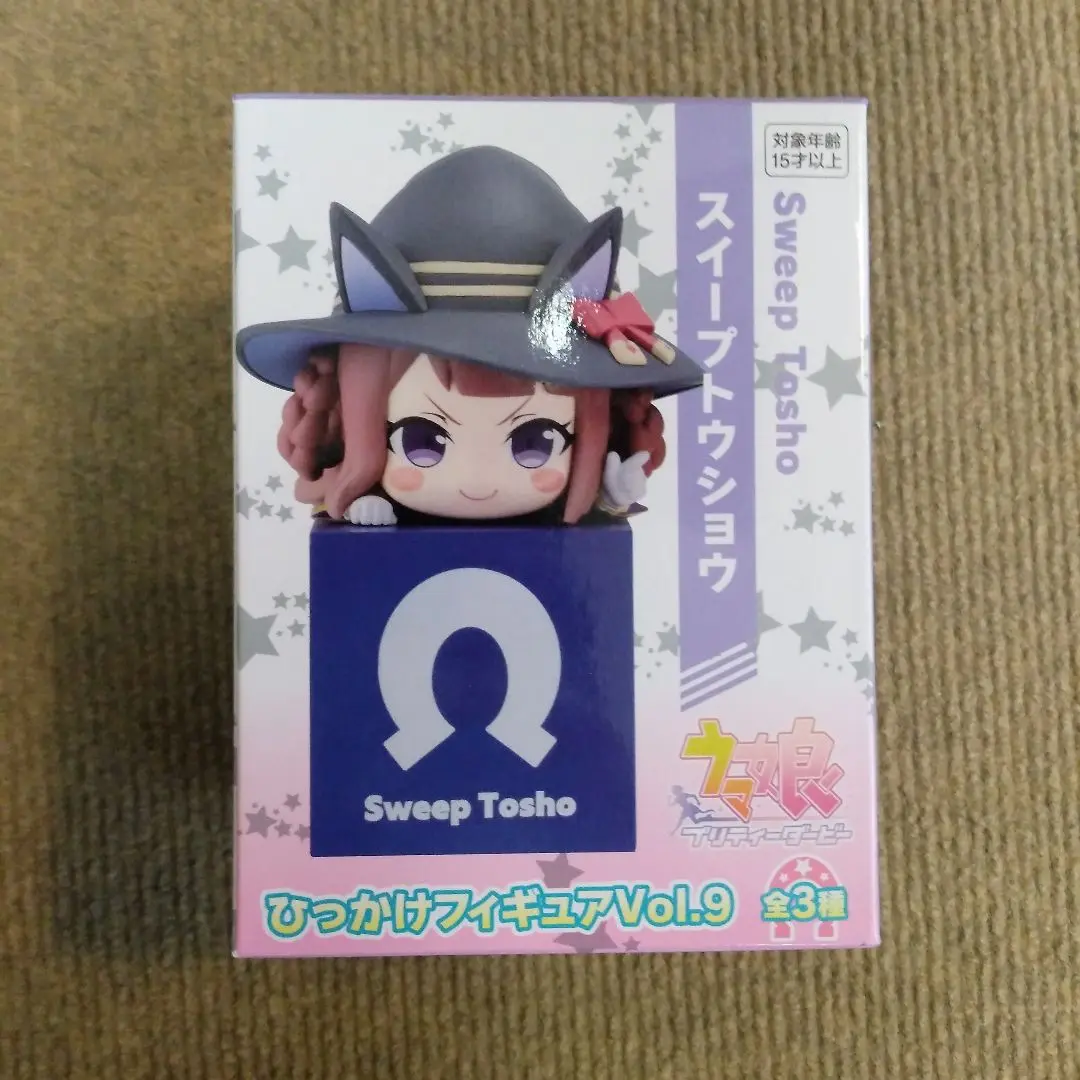 対象年齢
15才以上
Sweep Tosho
スイープトウショウ
Sweep Tosho
ウマ娘
プリティーダービー
ひっかけフィギュアVol.9
全3種